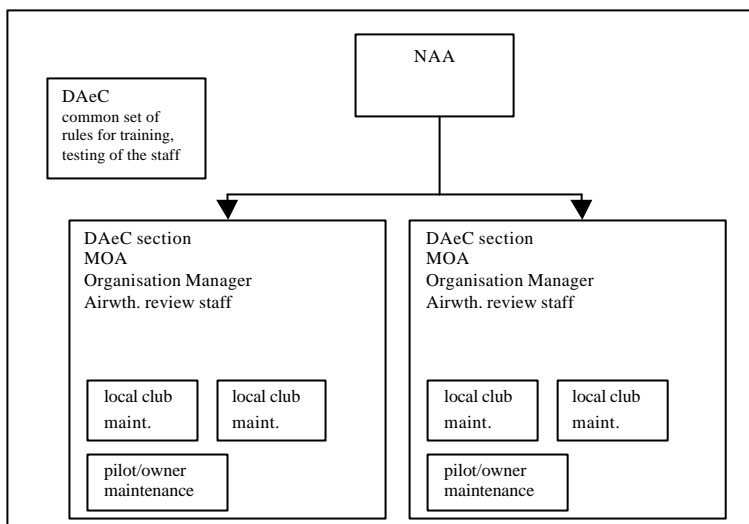 NAA
DAeC
common set of
rules for training,
testing of the staff
DAeC section
MOA
Organisation Manager
Airwth. review staff
local club
maint.
local club
maint.
pilot/owner
maintenance
DAeC section
MOA
Organisation Manager
Airwth. review staff
local club
maint.
local club
maint.
pilot/owner
maintenance